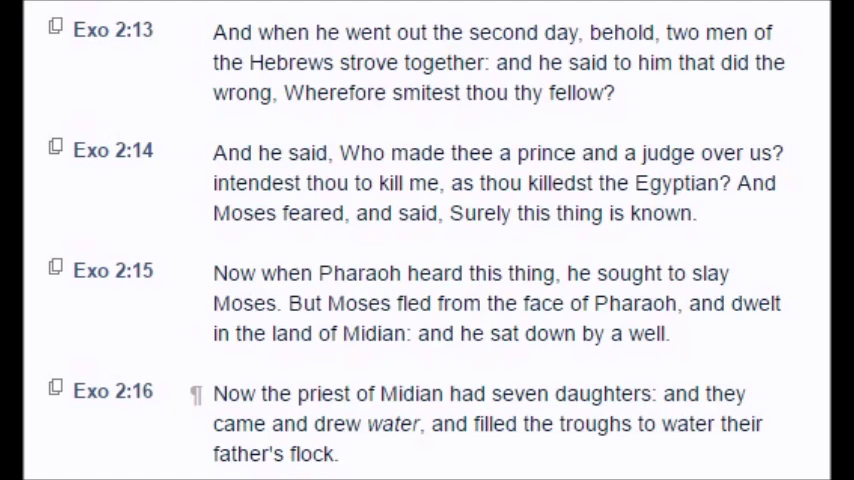 Exo 2:13 And when he went out the second day, behold, two men of
the Hebrews strove together: and he said to him that did the
wrong, Wherefore smitest thou thy fellow?
Exo 2:14 And he said, Who made thee a prince and a judge over us?
intendest thou to kill me, as thou killedst the Egyptian? And
Moses feared, and said, Surely this thing is known.
Exo 2:15 Now when Pharaoh heard this thing, he sought to slay
Moses. But Moses fled from the face of Pharaoh, and dwelt
in the land of Midian: and he sat down by a well.
Exo 2:16 ¶ Now the priest of Midian had seven daughters: and they
came and drew water, and filled the troughs to water their
father's flock.